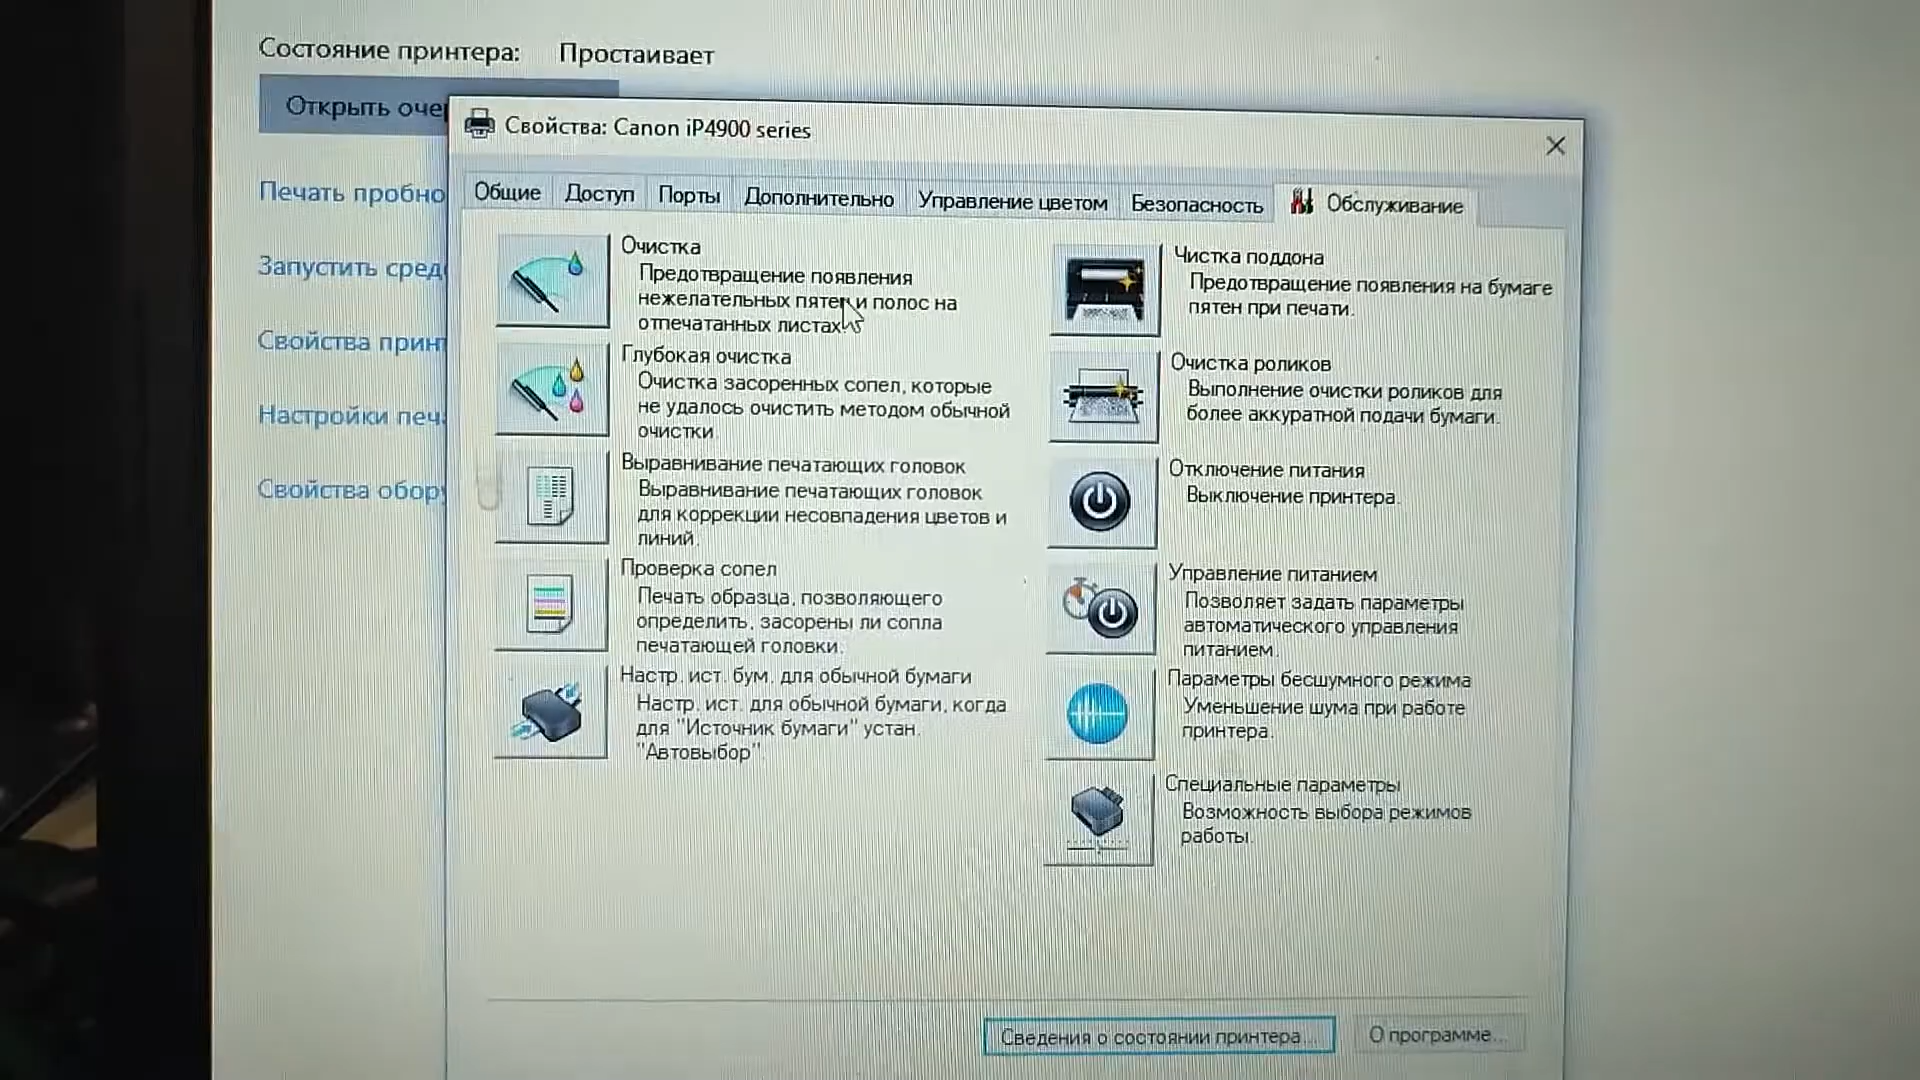 Состояние принтера: Простаивает
Открыть оче
Печать пробно
Запустить сред
Свойства прин
Настройки печ
Свойства обор
Свойства: Canon iP4900 series
Общие Доступ Порты Дополнительно Управление цветом Безопасность Обслуживание
Очистка
Предотвращение появления
нежелательных пятен и полос на
отпечатанных листах.
Глубокая очистка
Очистка засоренных сопел, которые
не удалось очистить методом обычной
очистки.
Выравнивание печатающих головок
Выравнивание печатающих головок
для коррекции несовпадения цветов и
линий.
Проверка сопел
Печать образца, позволяющего
определить, засорены ли сопла
печатающей головки.
Настр. ист. бум. для обычной бумаги
Настр. ист. для обычной бумаги, когда
для "Источник бумаги" устан.
"Автовыбор".
Чистка поддона
Предотвращение появления на бумаге
пятен при печати.
Очистка роликов
Выполнение очистки роликов для
более аккуратной подачи бумаги.
Отключение питания
Выключение принтера.
Управление питанием
Позволяет задать параметры
автоматического управления
питанием.
Параметры бесшумного режима
Уменьшение шума при работе
принтера.
Специальные параметры
Возможность выбора режимов
работы.
Сведения о состоянии принтера...
О программе...